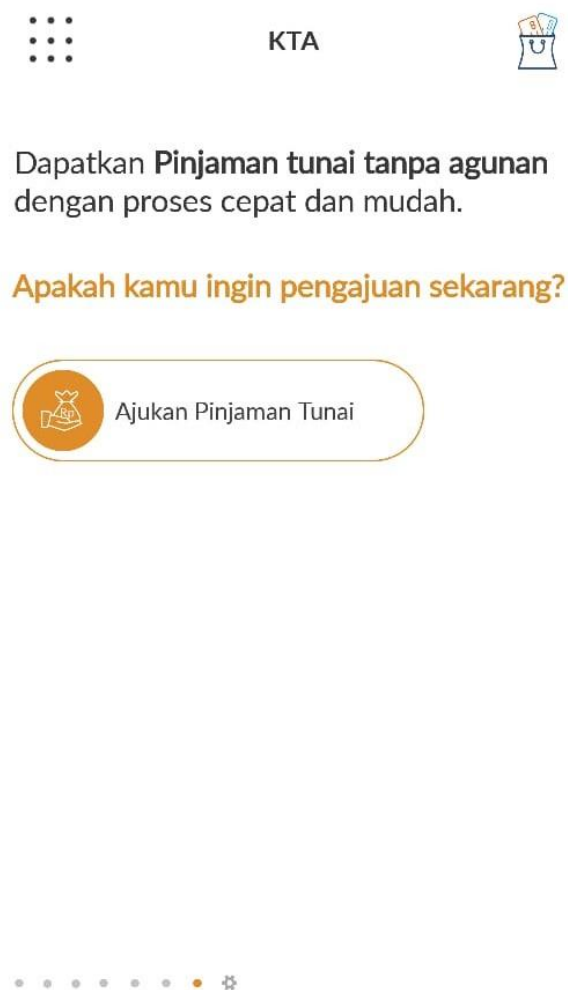 KTA
Dapatkan Pinjaman tunai tanpa agunan
dengan proses cepat dan mudah.
Apakah kamu ingin pengajuan sekarang?
Rp
Ajukan Pinjaman Tunai